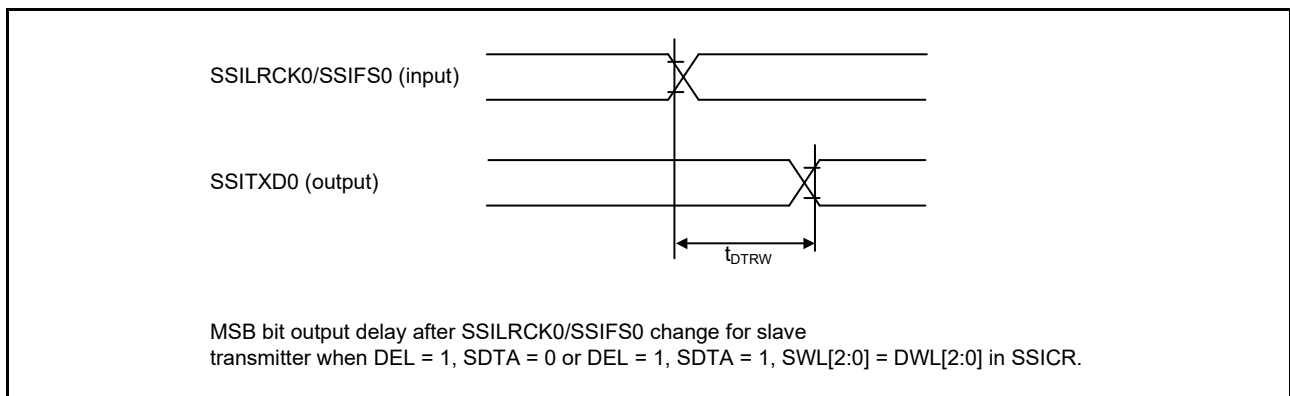 SSILRCK0/SSIFS0 (input)
SSITXD0 (output)
tDTRW
MSB bit output delay after SSILRCK0/SSIFS0 change for slave
transmitter when DEL = 1, SDTA = 0 or DEL = 1, SDTA = 1, SWL[2:0] = DWL[2:0] in SSICR.